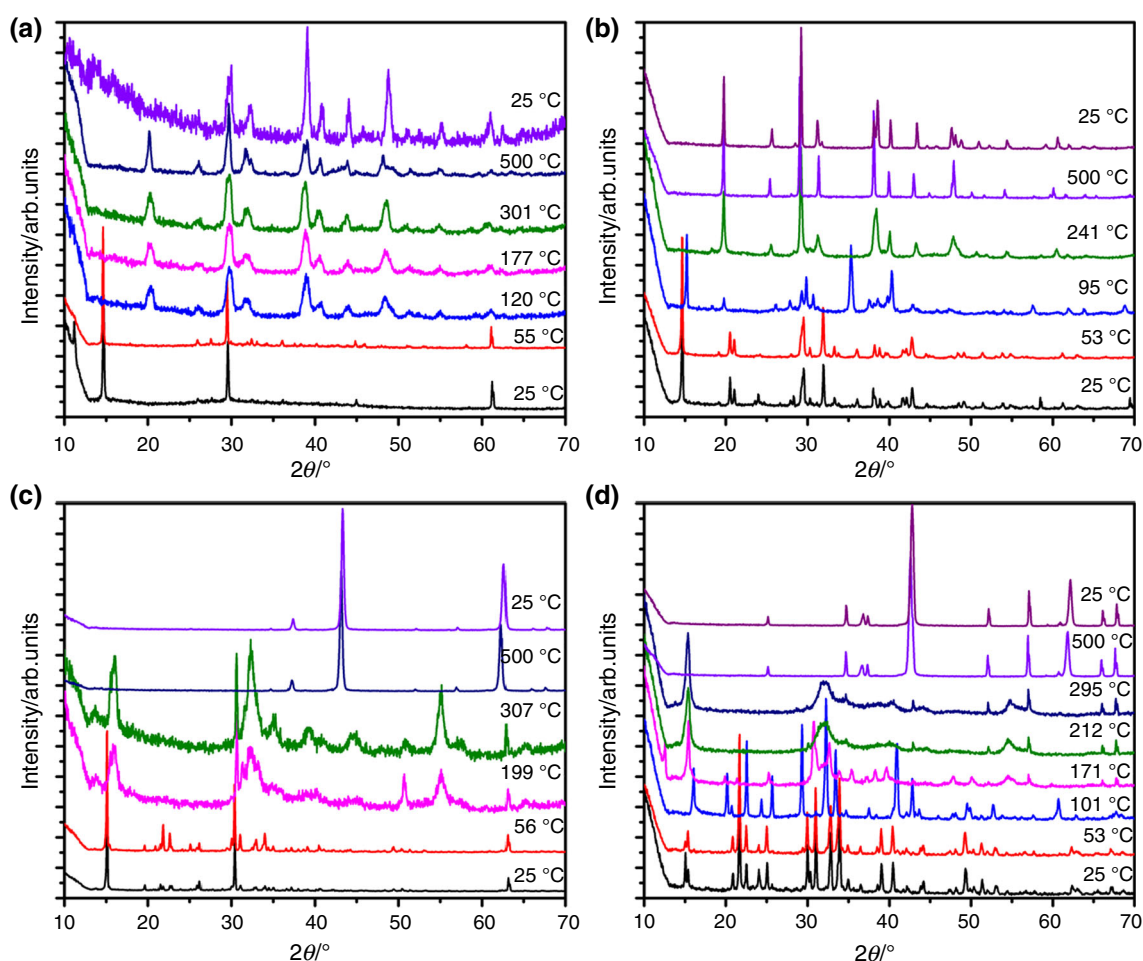 (a)
Intensity/arb.units
25 °C
500 °C
301 °C
177 °C
120 °C
55 °C
25 °C
10 20 30 40 50 60 70
2θ/°
(b)
Intensity/arb.units
25 °C
500 °C
241 °C
95 °C
53 °C
25 °C
10 20 30 40 50 60 70
2θ/°
(c)
Intensity/arb.units
25 °C
500 °C
307 °C
199 °C
56 °C
25 °C
10 20 30 40 50 60 70
2θ/°
(d)
Intensity/arb.units
25 °C
500 °C
295 °C
212 °C
171 °C
101 °C
53 °C
25 °C
10 20 30 40 50 60 70
2θ/°